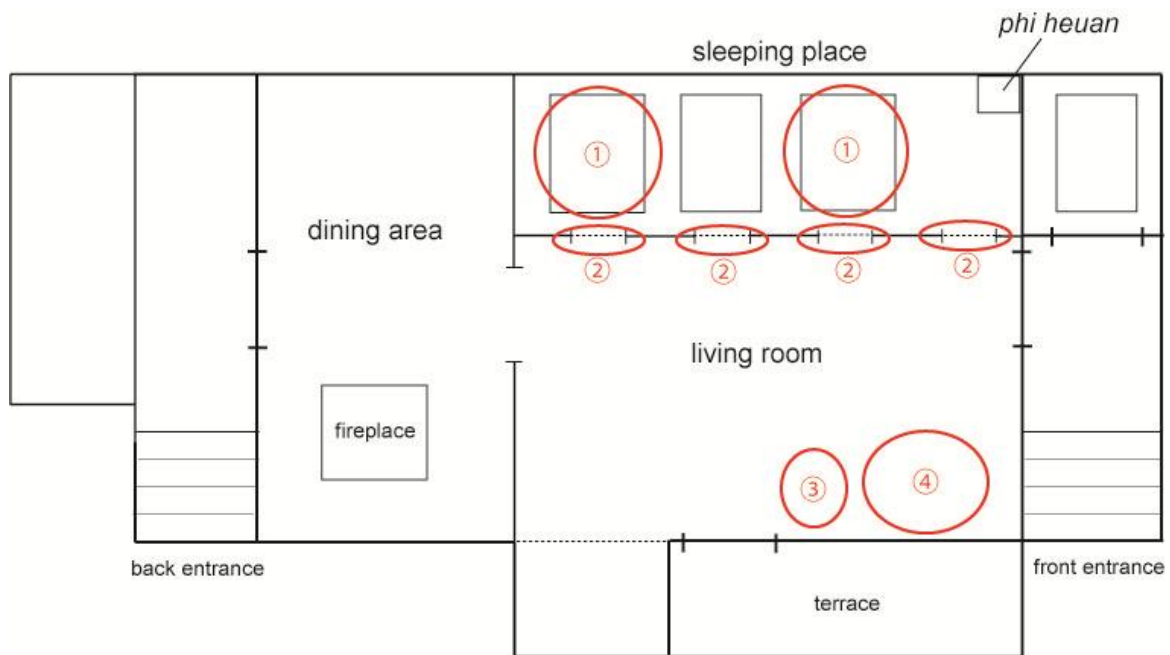 phi heuan
sleeping place
①
①
dining area
②
②
②
②
living room
fireplace
③
④
back entrance
terrace
front entrance